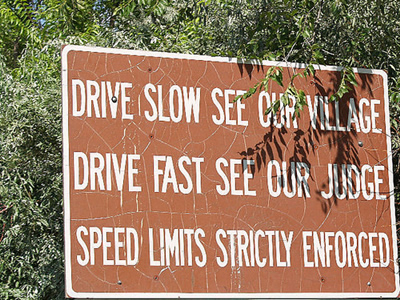 DRIVE SLOW SEE OUR VILLAGE
DRIVE FAST SEE OUR JUDGE
SPEED LIMITS STRICTLY ENFORCED